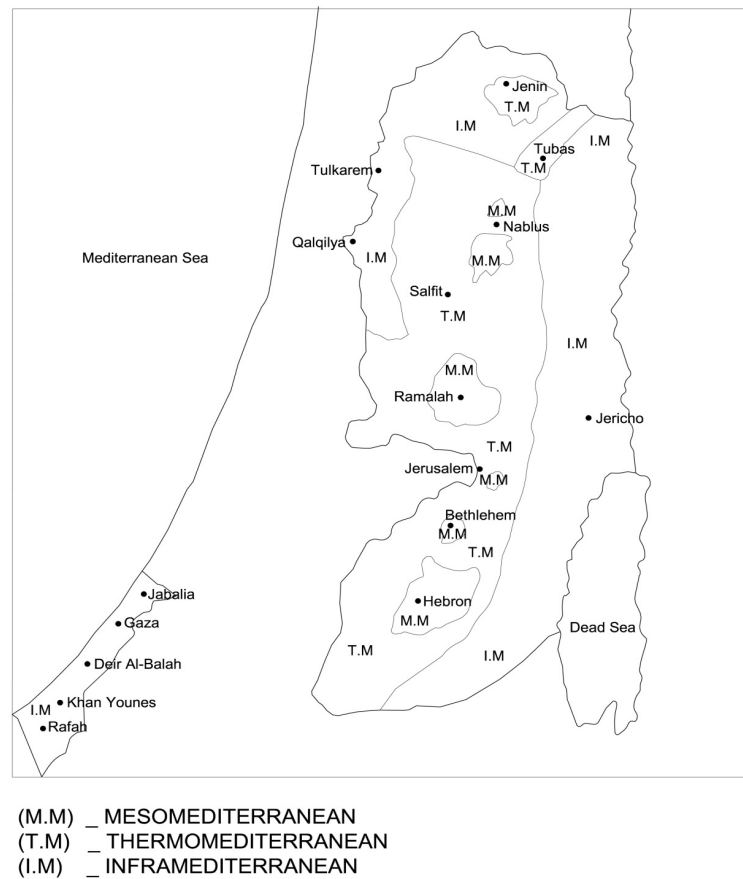 Jenin
T.M
I.M
I.M
Tubas
T.M
Tulkarem
M.M
Nablus
Qalqilya
Mediterranean Sea
I.M
M.M
Salfit
T.M
I.M
M.M
Ramalah
Jericho
T.M
Jerusalem
M.M
Bethlehem
M.M
T.M
Jabalia
Hebron
M.M
Gaza
Dead Sea
T.M
I.M
Deir Al-Balah
Khan Younes
I.M
Rafah
(M.M) _ MESOMEDITERRANEAN
(T.M) _ THERMOMEDITERRANEAN
(I.M) _ INFRAMEDITERRANEAN